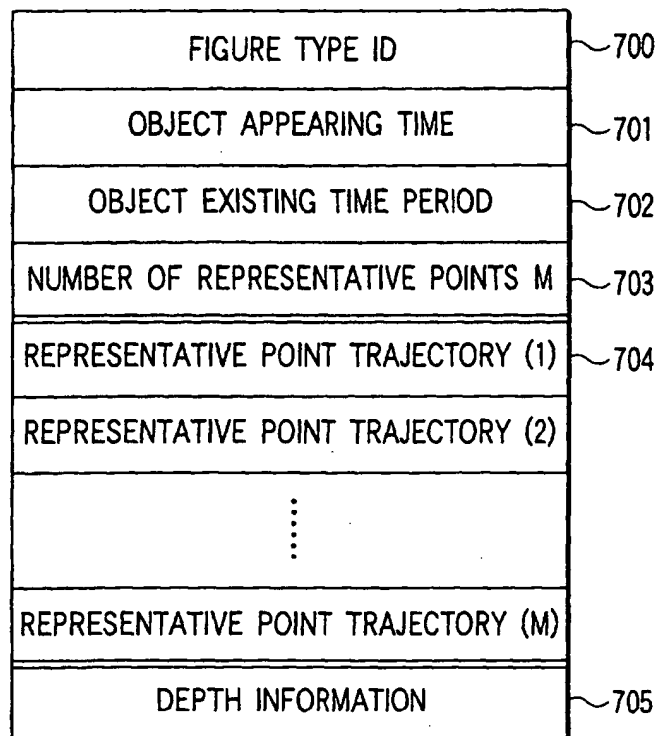 FIGURE TYPE ID ~700
OBJECT APPEARING TIME ~701
OBJECT EXISTING TIME PERIOD ~702
NUMBER OF REPRESENTATIVE POINTS M ~703
REPRESENTATIVE POINT TRAJECTORY (1) ~704
REPRESENTATIVE POINT TRAJECTORY (2)
REPRESENTATIVE POINT TRAJECTORY (M)
DEPTH INFORMATION ~705